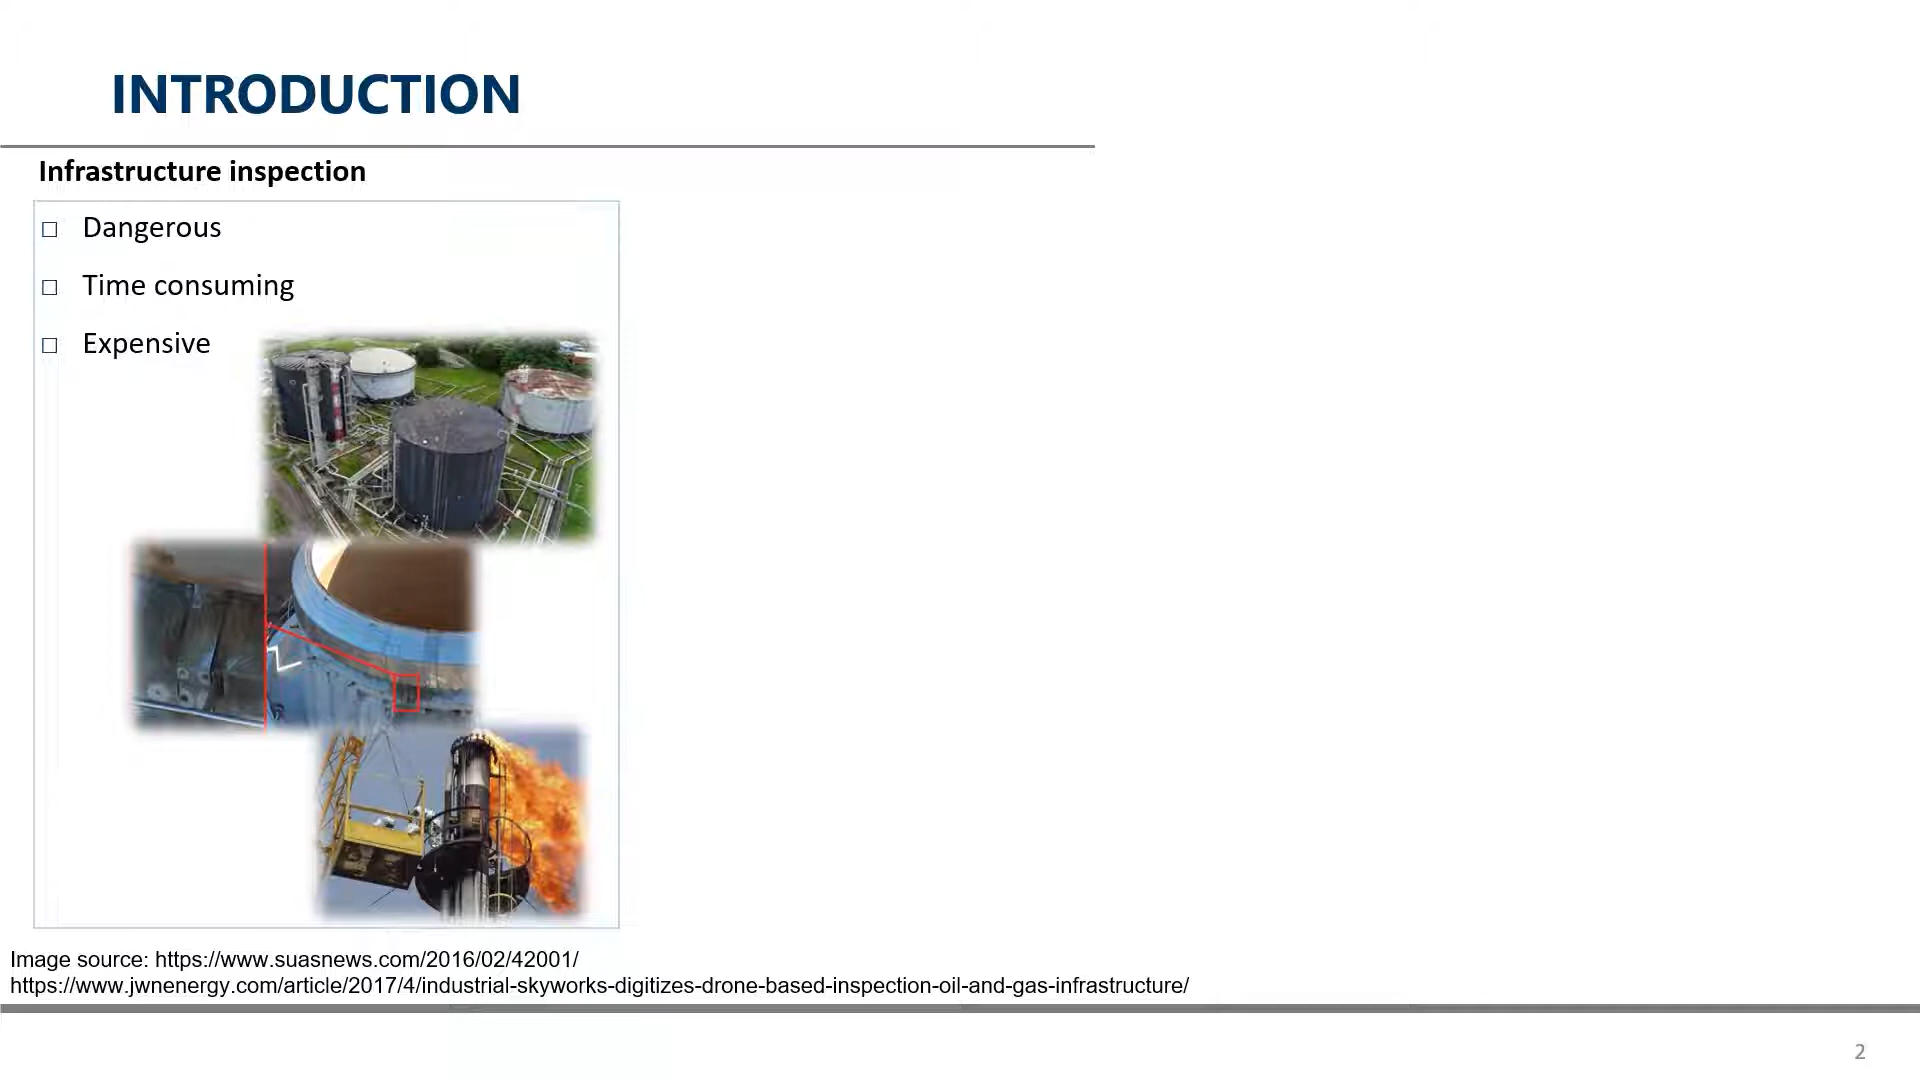 INTRODUCTION
Infrastructure inspection
Dangerous
Time consuming
Expensive
Image source: https://www.suasnews.com/2016/02/42001/
https://www.jwnenergy.com/article/2017/4/industrial-skyworks-digitizes-drone-based-inspection-oil-and-gas-infrastructure/
2